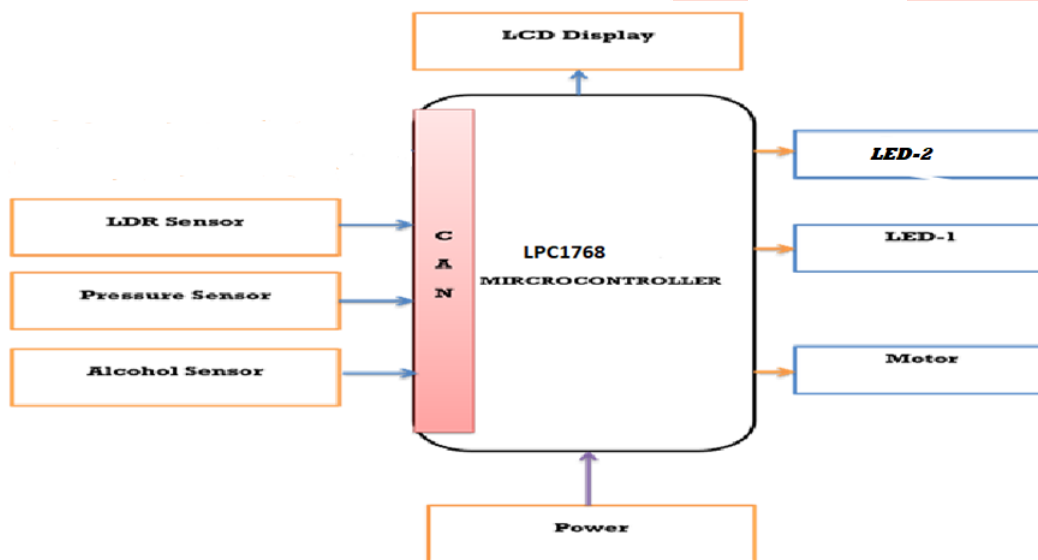 LCD Display
LED-2
LDR Sensor
C
A
N
LPC1768
MIRCROCONTROLLER
LED-1
Pressure Sensor
Alcohol Sensor
Motor
Power